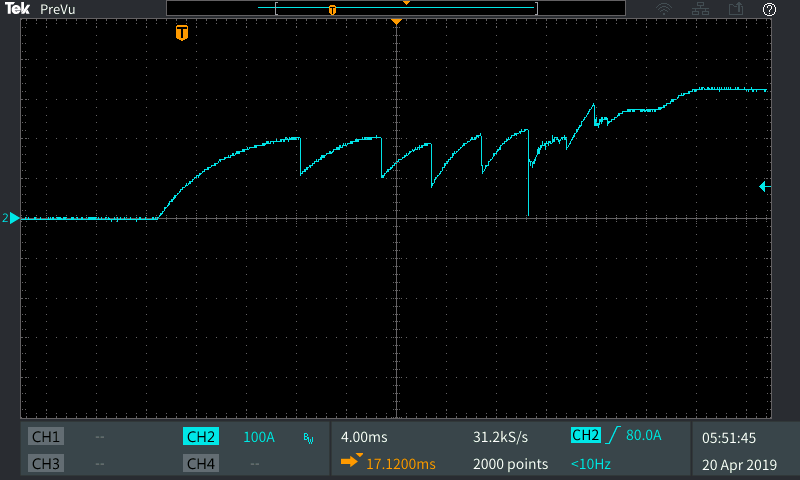 Tek PreVu
T
T
2
CH1 -- CH2 100A BW 4.00ms 31.2kS/s CH2 80.0A 05:51:45
CH3 -- CH4 -- 17.1200ms 2000 points <10Hz 20 Apr 2019